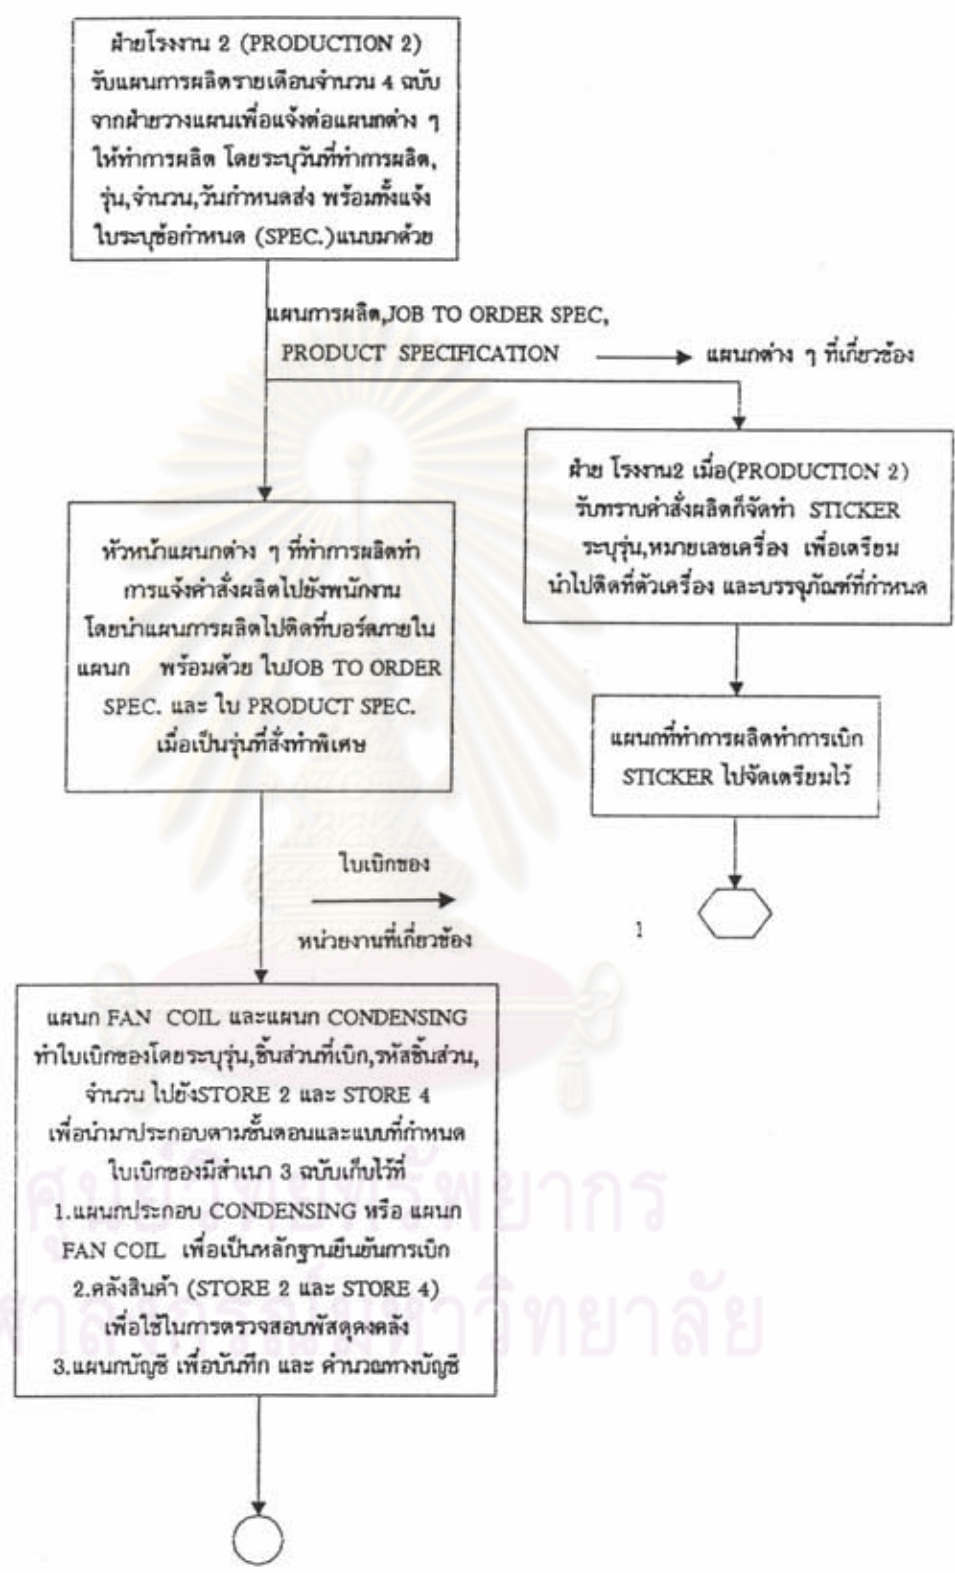 ฝ่ายโรงงาน 2 (PRODUCTION 2)
รับแผนการผลิตรายเดือนจำนวน 4 ฉบับ
จากฝ่ายวางแผนเพื่อแจ้งต่อแผนกต่าง ๆ
ให้ทำการผลิต โดยระบุวันที่ทำการผลิต,
รุ่น,จำนวน,วันกำหนดส่ง พร้อมทั้งแจ้ง
ใบระบุข้อกำหนด (SPEC.)แนบมาด้วย
แผนการผลิต,JOB TO ORDER SPEC,
PRODUCT SPECIFICATION
แผนกต่าง ๆ ที่เกี่ยวข้อง
ฝ่าย โรงงาน2 เมื่อ(PRODUCTION 2)
รับทราบคำสั่งผลิตก็จัดทำ STICKER
ระบุรุ่น,หมายเลขเครื่อง เพื่อเตรียม
นำไปติดที่ตัวเครื่อง และบรรจุภัณฑ์ที่กำหนด
หัวหน้าแผนกต่าง ๆ ที่ทำการผลิตทำ
การแจ้งคำสั่งผลิตไปยังพนักงาน
โดยนำแผนการผลิตไปติดที่บอร์ดภายใน
แผนก พร้อมด้วย ใบJOB TO ORDER
SPEC. และ ใบ PRODUCT SPEC.
เมื่อเป็นรุ่นที่สั่งทำพิเศษ
แผนกที่ทำการผลิตทำการเบิก
STICKER ไปจัดเตรียมไว้
ใบเบิกของ
หน่วยงานที่เกี่ยวข้อง
1
แผนก FAN COIL และแผนก CONDENSING
ทำใบเบิกของโดยระบุรุ่น,ชิ้นส่วนที่เบิก,รหัสชิ้นส่วน,
จำนวน ไปยังSTORE 2 และ STORE 4
เพื่อนำมาประกอบตามขั้นตอนและแบบที่กำหนด
ใบเบิกของมีสำเนา 3 ฉบับเก็บไว้ที่
1.แผนกประกอบ CONDENSING หรือ แผนก
FAN COIL เพื่อเป็นหลักฐานยืนยันการเบิก
2.คลังสินค้า (STORE 2 และ STORE 4)
เพื่อใช้ในการตรวจสอบพัสดุคงคลัง
3.แผนกบัญชี เพื่อบันทึก และ คำนวณทางบัญชี
ศูนย์วิทยทรัพยากร
จุฬาลงกรณ์มหาวิทยาลัย